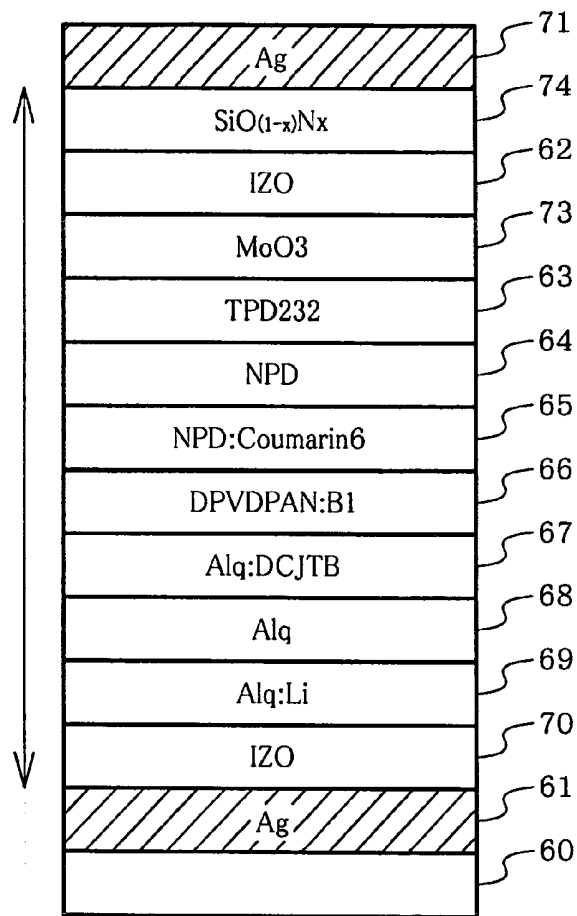 Ag 71
SiO(1-x)Nx 74
IZO 62
MoO3 73
TPD232 63
NPD 64
NPD:Coumarin6 65
DPVDPAN:B1 66
Alq:DCJTB 67
Alq 68
Alq:Li 69
IZO 70
Ag 61
60